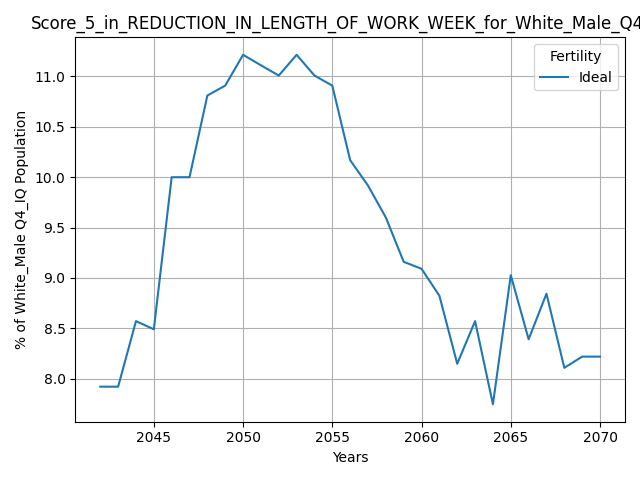 Score_5_in_REDUCTION_IN_LENGTH_OF_WORK_WEEK_for_White_Male_Q4
Fertility
Ideal
% of White_Male Q4_IQ Population
11.0
10.5
10.0
9.5
9.0
8.5
8.0
2045 2050 2055 2060 2065 2070
Years